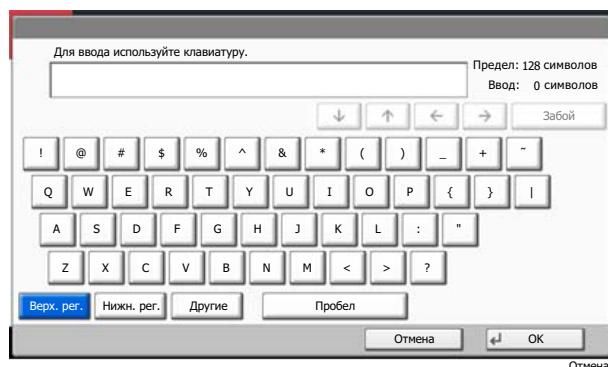 Для ввода используйте клавиатуру.
Предел: 128 символов
Ввод: 0 символов
↓ ↑ ← → Забой
! @ # $ % ^ & * ( ) _ + ~
Q W E R T Y U I O P { } |
A S D F G H J K L : "
Z X C V B N M < > ?
Верх. рег. Нижн. рег. Другие Пробел
Отмена ↵ OK
Отмена